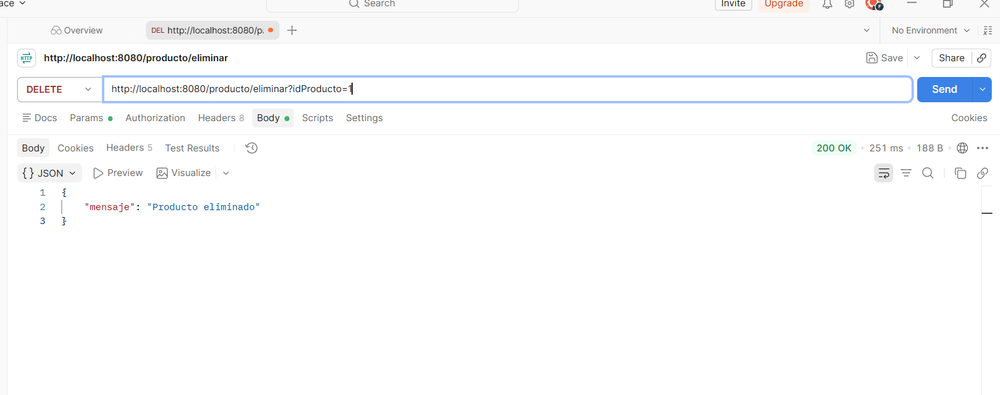 ace
Search
Invite
Upgrade
F
Overview
DEL http://localhost:8080/p
No Environment
HTTP
http://localhost:8080/producto/eliminar
Save
Share
DELETE
http://localhost:8080/producto/eliminar?idProducto=1
Send
Docs
Params
Authorization
Headers 8
Body
Scripts
Settings
Cookies
Body
Cookies
Headers 5
Test Results
200 OK
251 ms
188 B
{} JSON
Preview
Visualize
1 {
2 "mensaje": "Producto eliminado"
3 }